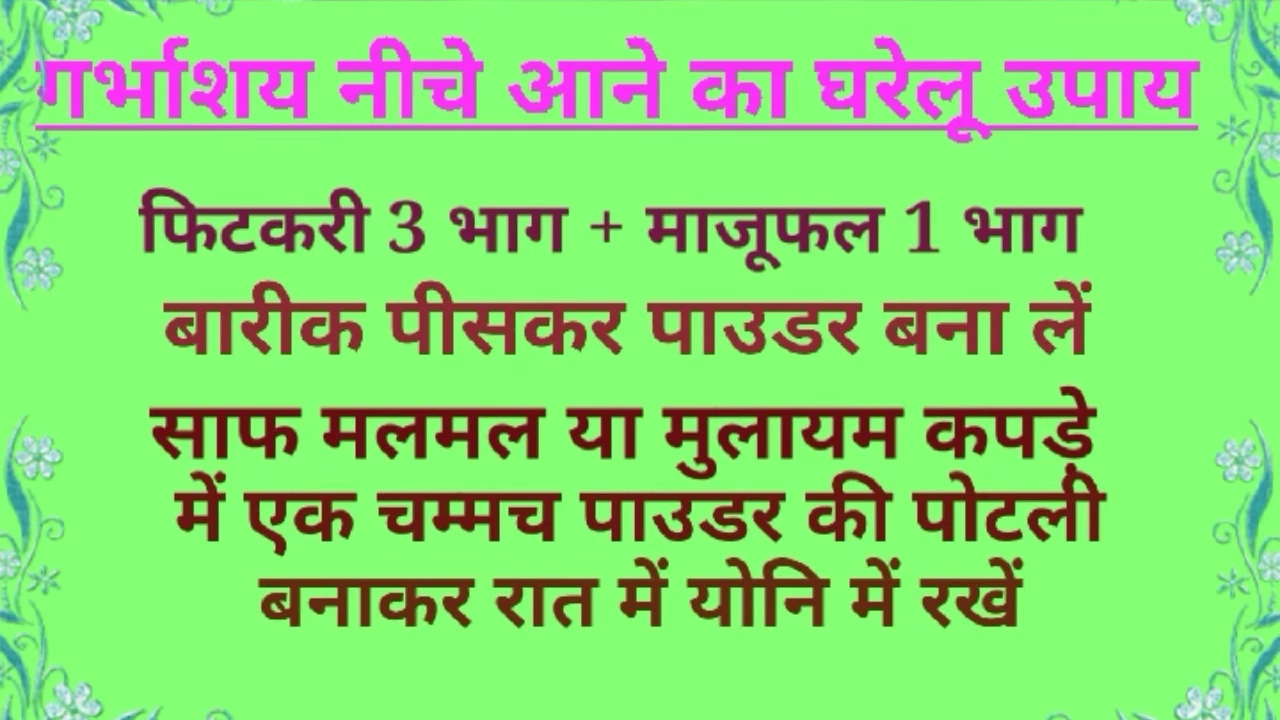 गर्भाशय नीचे आने का घरेलू उपाय
फिटकरी 3 भाग + माजूफल 1 भाग
बारीक पीसकर पाउडर बना लें
साफ मलमल या मुलायम कपड़े
में एक चम्मच पाउडर की पोटली
बनाकर रात में योनि में रखें